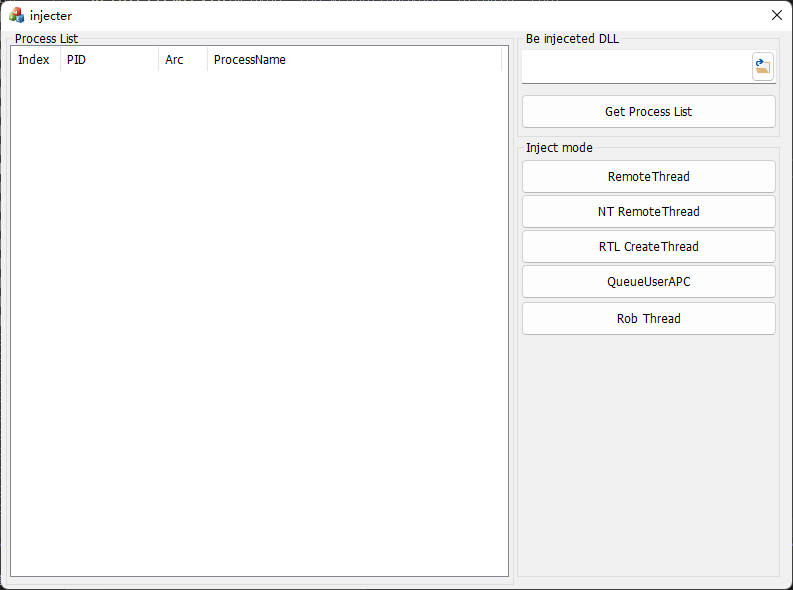 injecter
Process List
Index PID Arc ProcessName
Be injeceted DLL
Get Process List
Inject mode
RemoteThread
NT RemoteThread
RTL CreateThread
QueueUserAPC
Rob Thread